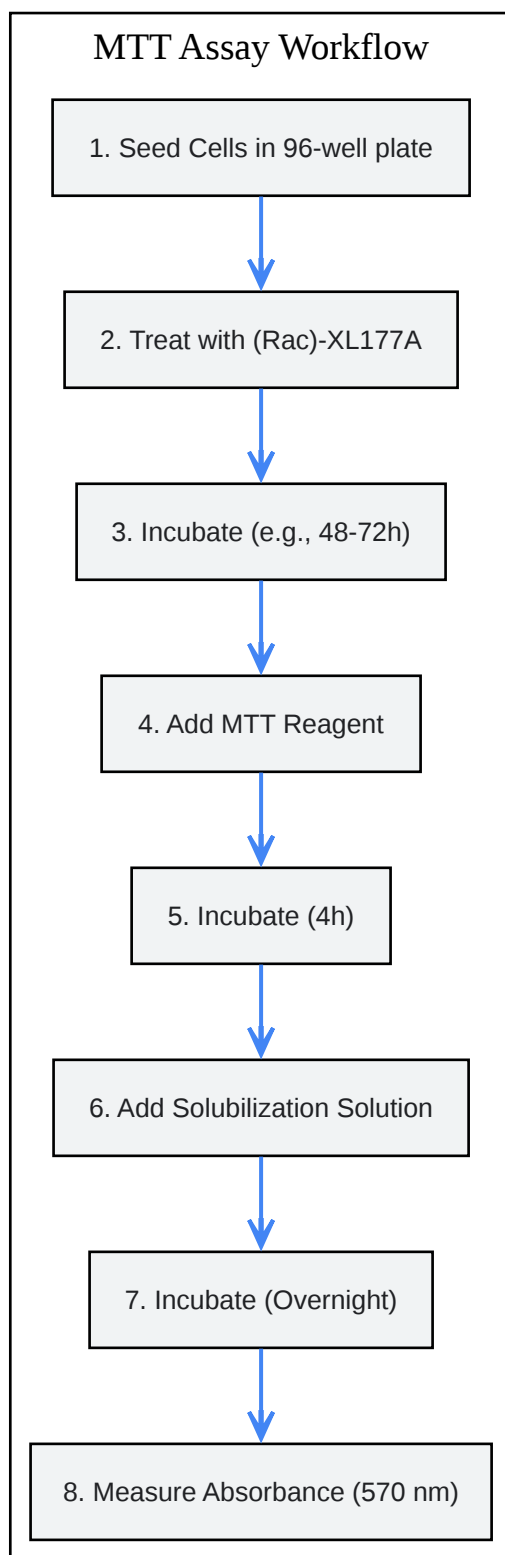 MTT Assay Workflow
1. Seed Cells in 96-well plate
2. Treat with (Rac)-XL177A
3. Incubate (e.g., 48-72h)
4. Add MTT Reagent
5. Incubate (4h)
6. Add Solubilization Solution
7. Incubate (Overnight)
8. Measure Absorbance (570 nm)